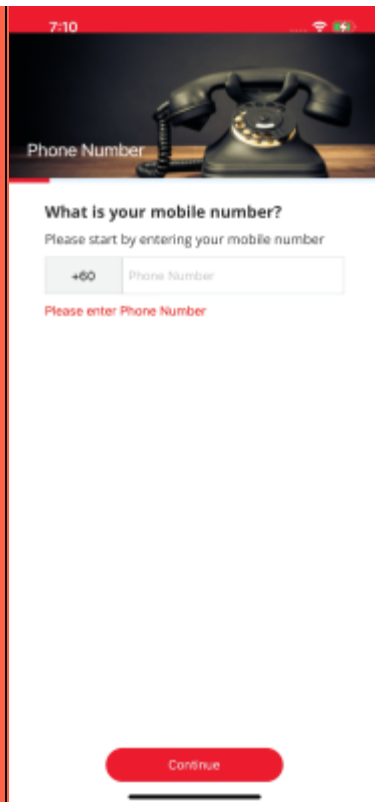 7:10
Phone Number
What is your mobile number?
Please start by entering your mobile number
+60 Phone Number
Please enter Phone Number
Continue